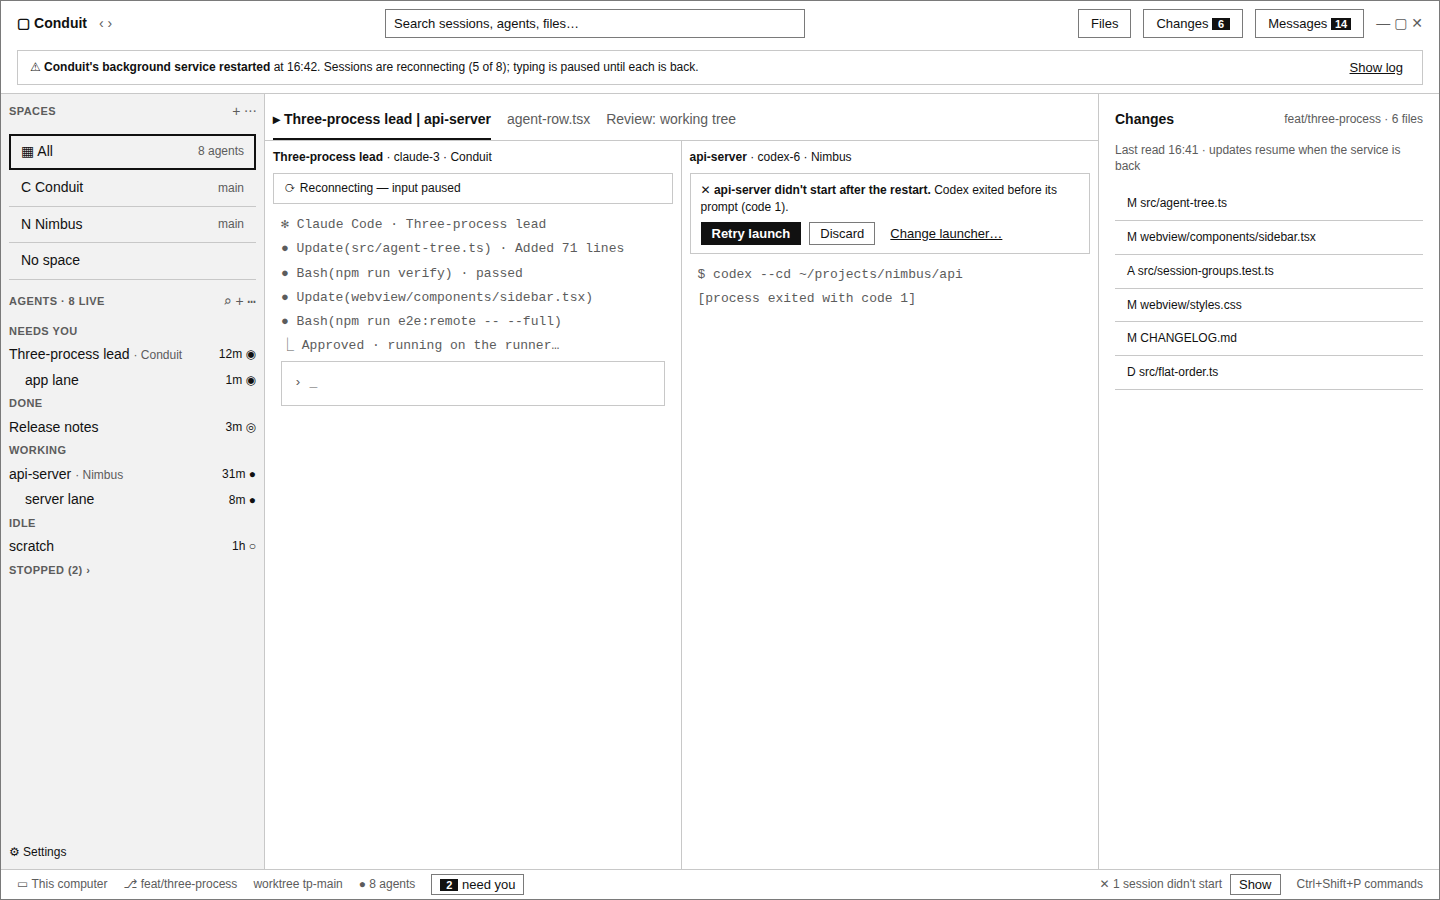 Conduit ‹ ›
Search sessions, agents, files…
Files
Changes 6
Messages 14
⚠ Conduit's background service restarted at 16:42. Sessions are reconnecting (5 of 8); typing is paused until each is back.
Show log
SPACES + ⋯
All 8 agents
C Conduit main
N Nimbus main
No space
AGENTS · 8 LIVE + ⋯
NEEDS YOU
Three-process lead · Conduit 12m
app lane 1m
DONE
Release notes 3m
WORKING
api-server · Nimbus 31m
server lane 8m
IDLE
scratch 1h
STOPPED (2) ›
⚙ Settings
▸ Three-process lead | api-server
agent-row.tsx
Review: working tree
Three-process lead · claude-3 · Conduit
⟳ Reconnecting — input paused
✻ Claude Code · Three-process lead
● Update(src/agent-tree.ts) · Added 71 lines
● Bash(npm run verify) · passed
● Update(webview/components/sidebar.tsx)
● Bash(npm run e2e:remote -- --full)
⎿ Approved · running on the runner…
› _
api-server · codex-6 · Nimbus
✕ api-server didn't start after the restart. Codex exited before its
prompt (code 1).
Retry launch
Discard
Change launcher…
$ codex --cd ~/projects/nimbus/api
[process exited with code 1]
Changes
feat/three-process · 6 files
Last read 16:41 · updates resume when the service is
back
M src/agent-tree.ts
M webview/components/sidebar.tsx
A src/session-groups.test.ts
M webview/styles.css
M CHANGELOG.md
D src/flat-order.ts
This computer
feat/three-process
worktree tp-main
● 8 agents
2 need you
✕ 1 session didn't start
Show
Ctrl+Shift+P commands